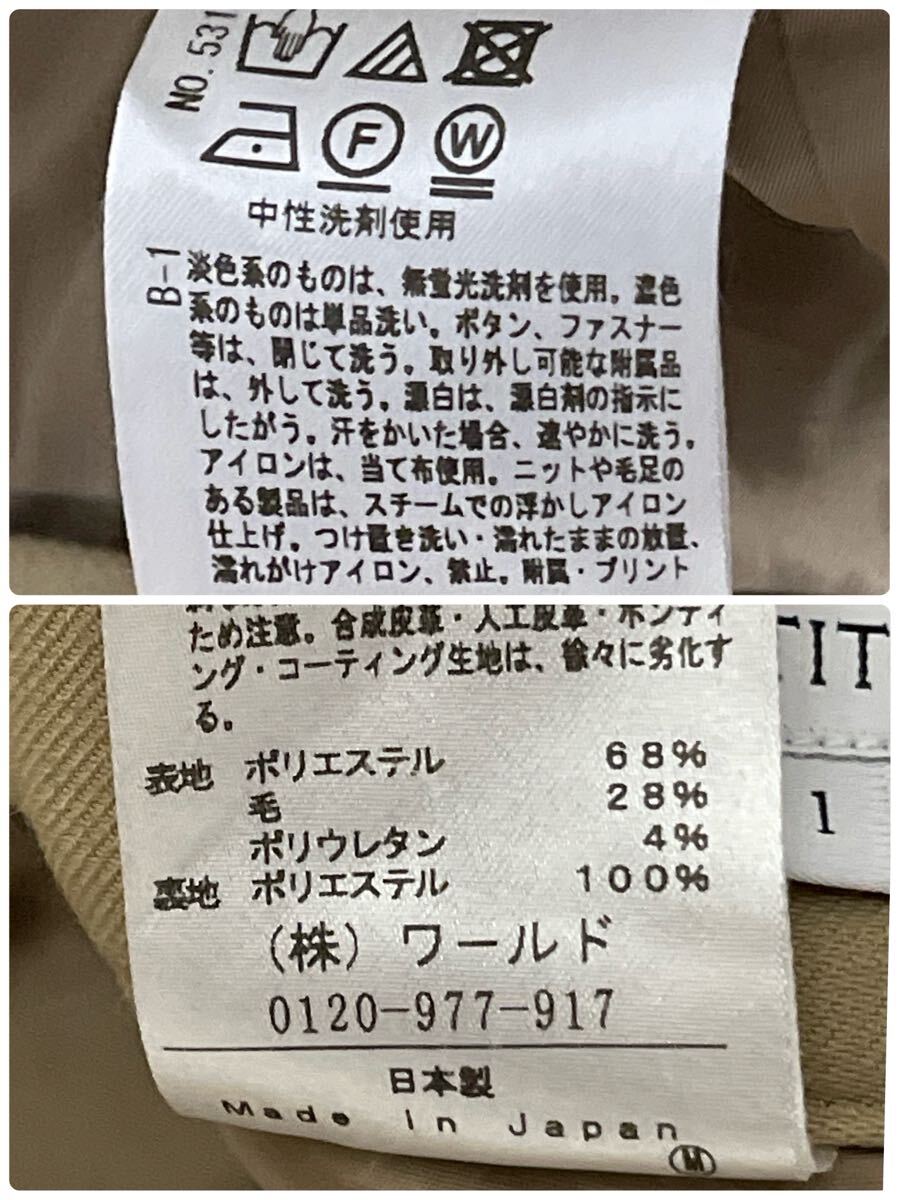 NO. 531
F W
中性洗剤使用
B-1
淡色系のものは、無蛍光洗剤を使用。濃色
系のものは単品洗い。ボタン、ファスナー
等は、閉じて洗う。取り外し可能な附属品
は、外して洗う。漂白は、漂白剤の指示に
したがう。汗をかいた場合、速やかに洗う。
アイロンは、当て布使用。ニットや毛足の
ある製品は、スチームでの浮かしアイロン
仕上げ。つけ置き洗い・濡れたままの放置、
濡れがけアイロン、禁止。附属・プリント
ため注意。合成皮革・人工皮革・ボンディ
ング・コーティング生地は、徐々に劣化す
る。
表地 ポリエステル 68%
毛 28%
ポリウレタン 4%
裏地 ポリエステル 100%
(株) ワールド
0120-977-917
日本製
Made in Japan
M
TIT
1